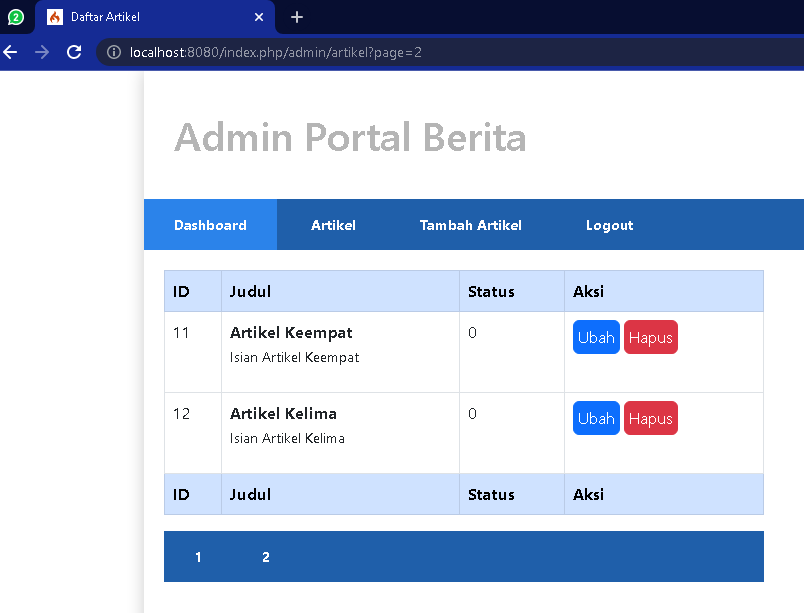 2
Daftar Artikel
localhost:8080/index.php/admin/artikel?page=2
Admin Portal Berita
Dashboard Artikel Tambah Artikel Logout
ID Judul Status Aksi
11 Artikel Keempat 0 Ubah Hapus
Isian Artikel Keempat
12 Artikel Kelima 0 Ubah Hapus
Isian Artikel Kelima
ID Judul Status Aksi
1 2